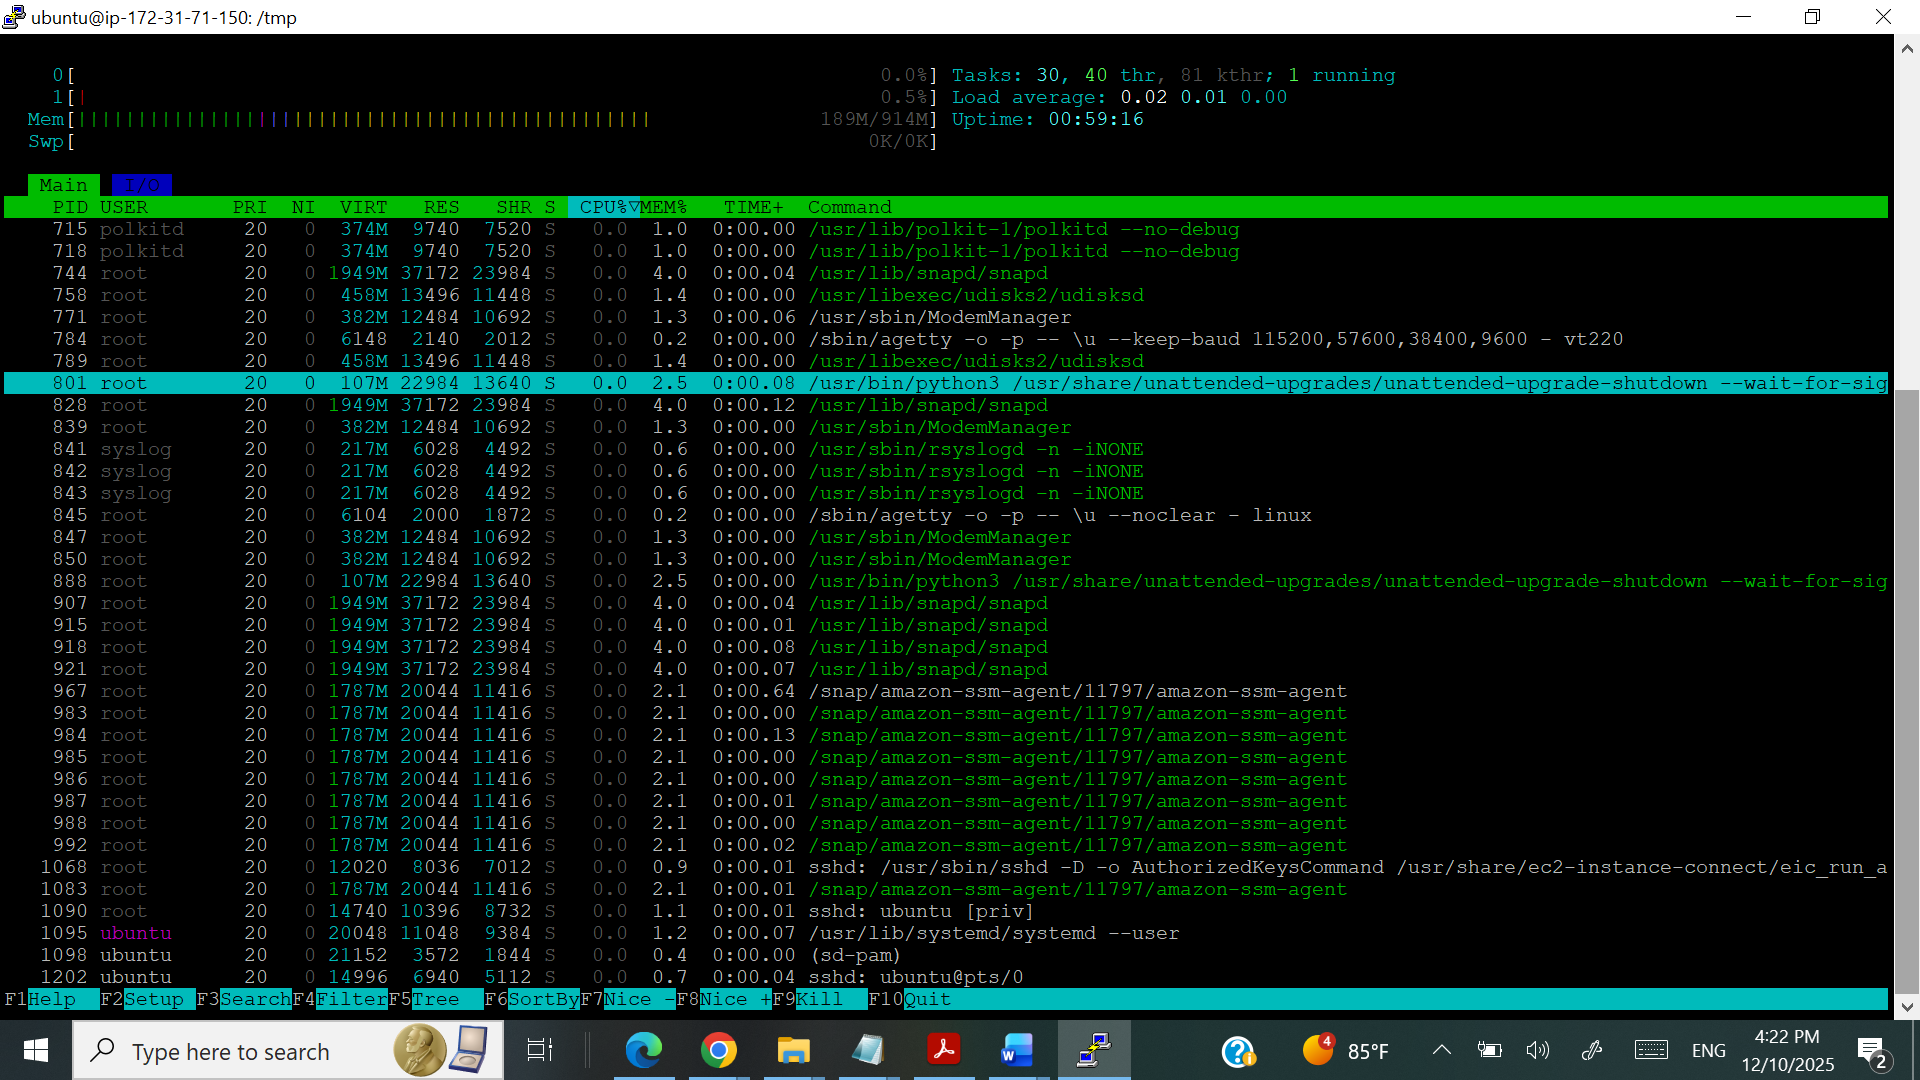 ubuntu@ip-172-31-71-150: /tmp
0[ 0.0%] Tasks: 30, 40 thr, 81 kthr; 1 running
1[| 0.5%] Load average: 0.02 0.01 0.00
Mem[||||||||||||||||||||||||||||||||||||||||||||||||189M/914M] Uptime: 00:59:16
Swp[ 0K/0K]
Main I/O
PID USER PRI NI VIRT RES SHR S CPU%▽MEM% TIME+ Command
715 polkitd 20 0 374M 9740 7520 S 0.0 1.0 0:00.00 /usr/lib/polkit-1/polkitd --no-debug
718 polkitd 20 0 374M 9740 7520 S 0.0 1.0 0:00.00 /usr/lib/polkit-1/polkitd --no-debug
744 root 20 0 1949M 37172 23984 S 0.0 4.0 0:00.04 /usr/lib/snapd/snapd
758 root 20 0 458M 13496 11448 S 0.0 1.4 0:00.00 /usr/libexec/udisks2/udisksd
771 root 20 0 382M 12484 10692 S 0.0 1.3 0:00.06 /usr/sbin/ModemManager
784 root 20 0 6148 2140 2012 S 0.0 0.2 0:00.00 /sbin/agetty -o -p -- \u --keep-baud 115200,57600,38400,9600 - vt220
789 root 20 0 458M 13496 11448 S 0.0 1.4 0:00.00 /usr/libexec/udisks2/udisksd
801 root 20 0 107M 22984 13640 S 0.0 2.5 0:00.08 /usr/bin/python3 /usr/share/unattended-upgrades/unattended-upgrade-shutdown --wait-for-sig
828 root 20 0 1949M 37172 23984 S 0.0 4.0 0:00.12 /usr/lib/snapd/snapd
839 root 20 0 382M 12484 10692 S 0.0 1.3 0:00.00 /usr/sbin/ModemManager
841 syslog 20 0 217M 6028 4492 S 0.0 0.6 0:00.00 /usr/sbin/rsyslogd -n -iNONE
842 syslog 20 0 217M 6028 4492 S 0.0 0.6 0:00.00 /usr/sbin/rsyslogd -n -iNONE
843 syslog 20 0 217M 6028 4492 S 0.0 0.6 0:00.00 /usr/sbin/rsyslogd -n -iNONE
845 root 20 0 6104 2000 1872 S 0.0 0.2 0:00.00 /sbin/agetty -o -p -- \u --noclear - linux
847 root 20 0 382M 12484 10692 S 0.0 1.3 0:00.00 /usr/sbin/ModemManager
850 root 20 0 382M 12484 10692 S 0.0 1.3 0:00.00 /usr/sbin/ModemManager
888 root 20 0 107M 22984 13640 S 0.0 2.5 0:00.00 /usr/bin/python3 /usr/share/unattended-upgrades/unattended-upgrade-shutdown --wait-for-sig
907 root 20 0 1949M 37172 23984 S 0.0 4.0 0:00.04 /usr/lib/snapd/snapd
915 root 20 0 1949M 37172 23984 S 0.0 4.0 0:00.01 /usr/lib/snapd/snapd
918 root 20 0 1949M 37172 23984 S 0.0 4.0 0:00.08 /usr/lib/snapd/snapd
921 root 20 0 1949M 37172 23984 S 0.0 4.0 0:00.07 /usr/lib/snapd/snapd
967 root 20 0 1787M 20044 11416 S 0.0 2.1 0:00.64 /snap/amazon-ssm-agent/11797/amazon-ssm-agent
983 root 20 0 1787M 20044 11416 S 0.0 2.1 0:00.00 /snap/amazon-ssm-agent/11797/amazon-ssm-agent
984 root 20 0 1787M 20044 11416 S 0.0 2.1 0:00.13 /snap/amazon-ssm-agent/11797/amazon-ssm-agent
985 root 20 0 1787M 20044 11416 S 0.0 2.1 0:00.00 /snap/amazon-ssm-agent/11797/amazon-ssm-agent
986 root 20 0 1787M 20044 11416 S 0.0 2.1 0:00.00 /snap/amazon-ssm-agent/11797/amazon-ssm-agent
987 root 20 0 1787M 20044 11416 S 0.0 2.1 0:00.01 /snap/amazon-ssm-agent/11797/amazon-ssm-agent
988 root 20 0 1787M 20044 11416 S 0.0 2.1 0:00.00 /snap/amazon-ssm-agent/11797/amazon-ssm-agent
992 root 20 0 1787M 20044 11416 S 0.0 2.1 0:00.02 /snap/amazon-ssm-agent/11797/amazon-ssm-agent
1068 root 20 0 12020 8036 7012 S 0.0 0.9 0:00.01 sshd: /usr/sbin/sshd -D -o AuthorizedKeysCommand /usr/share/ec2-instance-connect/eic_run_a
1083 root 20 0 1787M 20044 11416 S 0.0 2.1 0:00.01 /snap/amazon-ssm-agent/11797/amazon-ssm-agent
1090 root 20 0 14740 10396 8732 S 0.0 1.1 0:00.01 sshd: ubuntu [priv]
1095 ubuntu 20 0 20048 11048 9384 S 0.0 1.2 0:00.07 /usr/lib/systemd/systemd --user
1098 ubuntu 20 0 21152 3572 1844 S 0.0 0.4 0:00.00 (sd-pam)
1202 ubuntu 20 0 14996 6940 5112 S 0.0 0.7 0:00.04 sshd: ubuntu@pts/0
F1Help F2Setup F3SearchF4FilterF5Tree F6SortByF7Nice -F8Nice +F9Kill F10Quit
Type here to search
4
85°F
ENG
4:22 PM
12/10/2025
2